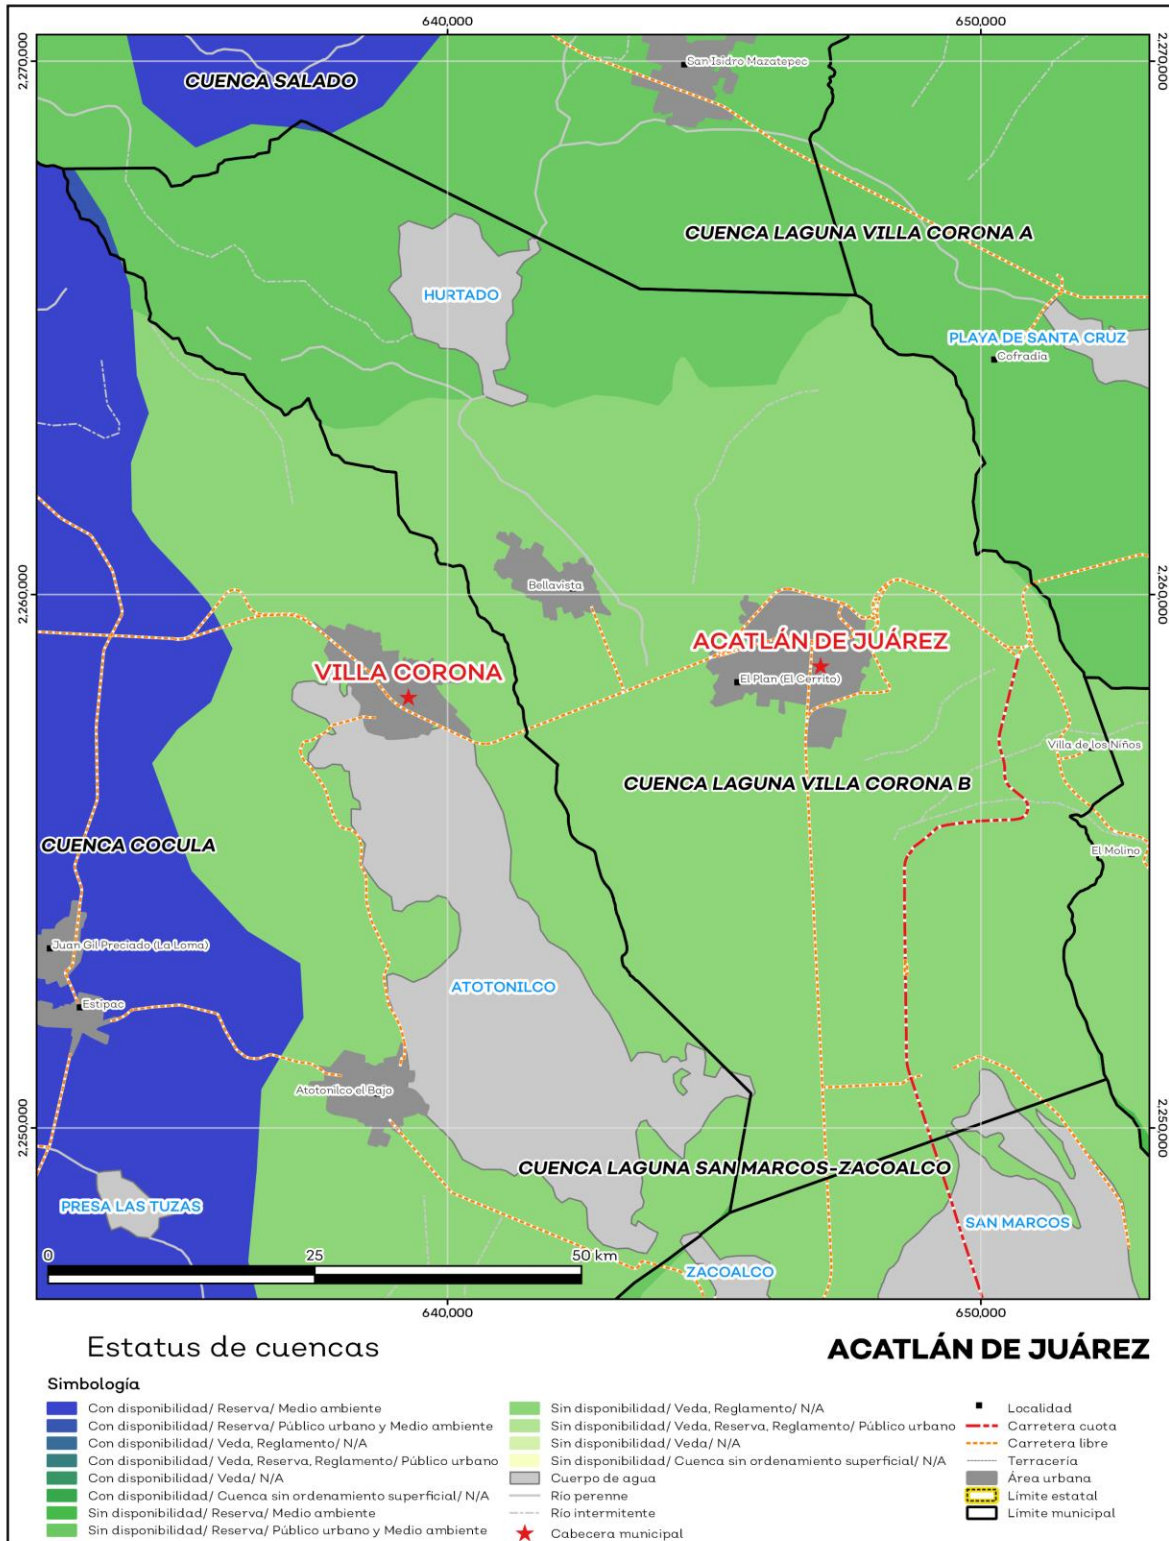 640,000
650,000
2,270,000
2,270,000
San Isidro Mazatepec
CUENCA SALADO
CUENCA LAGUNA VILLA CORONA A
HURTADO
PLAYA DE SANTA CRUZ
Cofradía
2,260,000
2,260,000
Bellavista
ACATLÁN DE JUÁREZ
VILLA CORONA
El Plan (El Cerrito)
Villa de los Niños
CUENCA LAGUNA VILLA CORONA B
CUENCA COCULA
El Molino
Juan Gil Preciado (La Loma)
ATOTONILCO
Estipac
Atotonilco el Bajo
2,250,000
2,250,000
CUENCA LAGUNA SAN MARCOS-ZACOALCO
PRESA LAS TUZAS
SAN MARCOS
0
25
50 km
ZACOALCO
640,000
650,000
Estatus de cuencas
ACATLÁN DE JUÁREZ
Simbología
Con disponibilidad/ Reserva/ Medio ambiente
Con disponibilidad/ Reserva/ Público urbano y Medio ambiente
Con disponibilidad/ Veda, Reglamento/ N/A
Con disponibilidad/ Veda, Reserva, Reglamento/ Público urbano
Con disponibilidad/ Veda/ N/A
Con disponibilidad/ Cuenca sin ordenamiento superficial/ N/A
Sin disponibilidad/ Reserva/ Medio ambiente
Sin disponibilidad/ Reserva/ Público urbano y Medio ambiente
Sin disponibilidad/ Veda, Reglamento/ N/A
Sin disponibilidad/ Veda, Reserva, Reglamento/ Público urbano
Sin disponibilidad/ Veda/ N/A
Sin disponibilidad/ Cuenca sin ordenamiento superficial/ N/A
Cuerpo de agua
Río perenne
Río intermitente
Cabecera municipal
Localidad
Carretera cuota
Carretera libre
Terracería
Área urbana
Límite estatal
Límite municipal